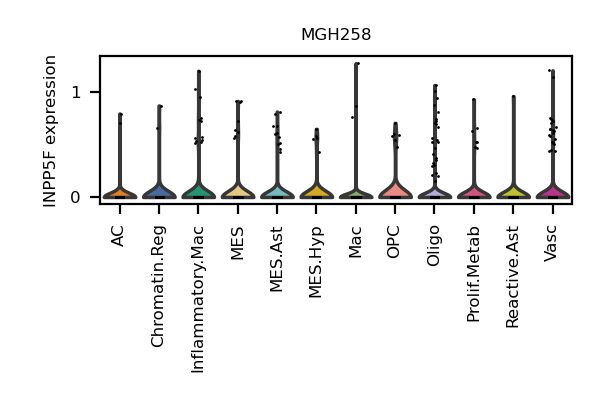 MGH258
INPP5F expression
1
0
AC
Chromatin.Reg
Inflammatory.Mac
MES
MES.Ast
MES.Hyp
Mac
OPC
Oligo
Prolif.Metab
Reactive.Ast
Vasc